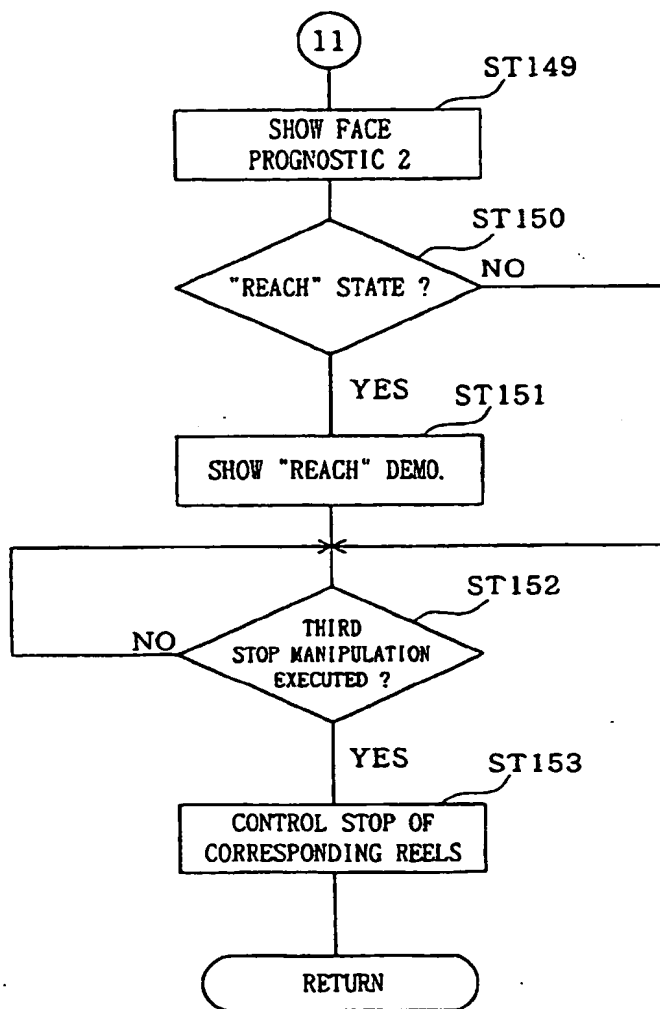 11
ST149
SHOW FACE
PROGNOSTIC 2
ST150
"REACH" STATE ?
NO
YES
ST151
SHOW "REACH" DEMO.
ST152
THIRD
STOP MANIPULATION
EXECUTED ?
NO
YES
ST153
CONTROL STOP OF
CORRESPONDING REELS
RETURN